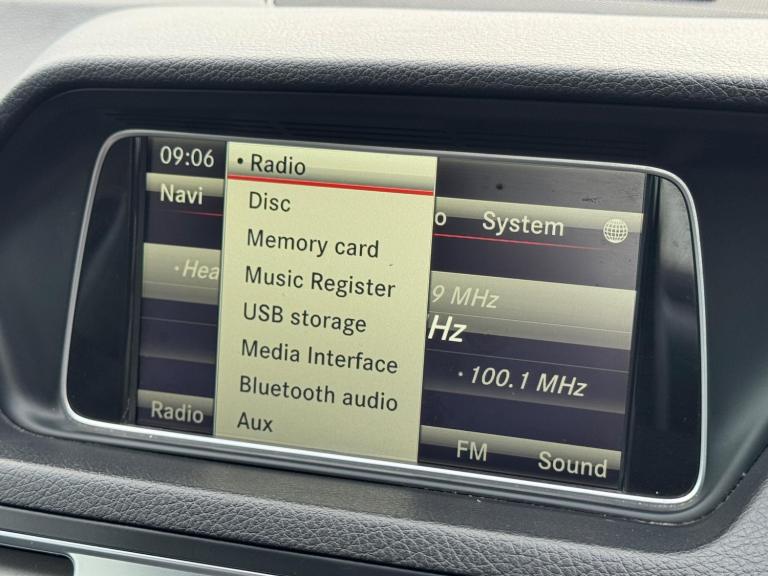 09:06
Navi
• Radio
Disc
Memory card
Music Register
USB storage
Media Interface
Bluetooth audio
Aux
System
9 MHz
Hz
•100.1 MHz
Radio
FM
Sound